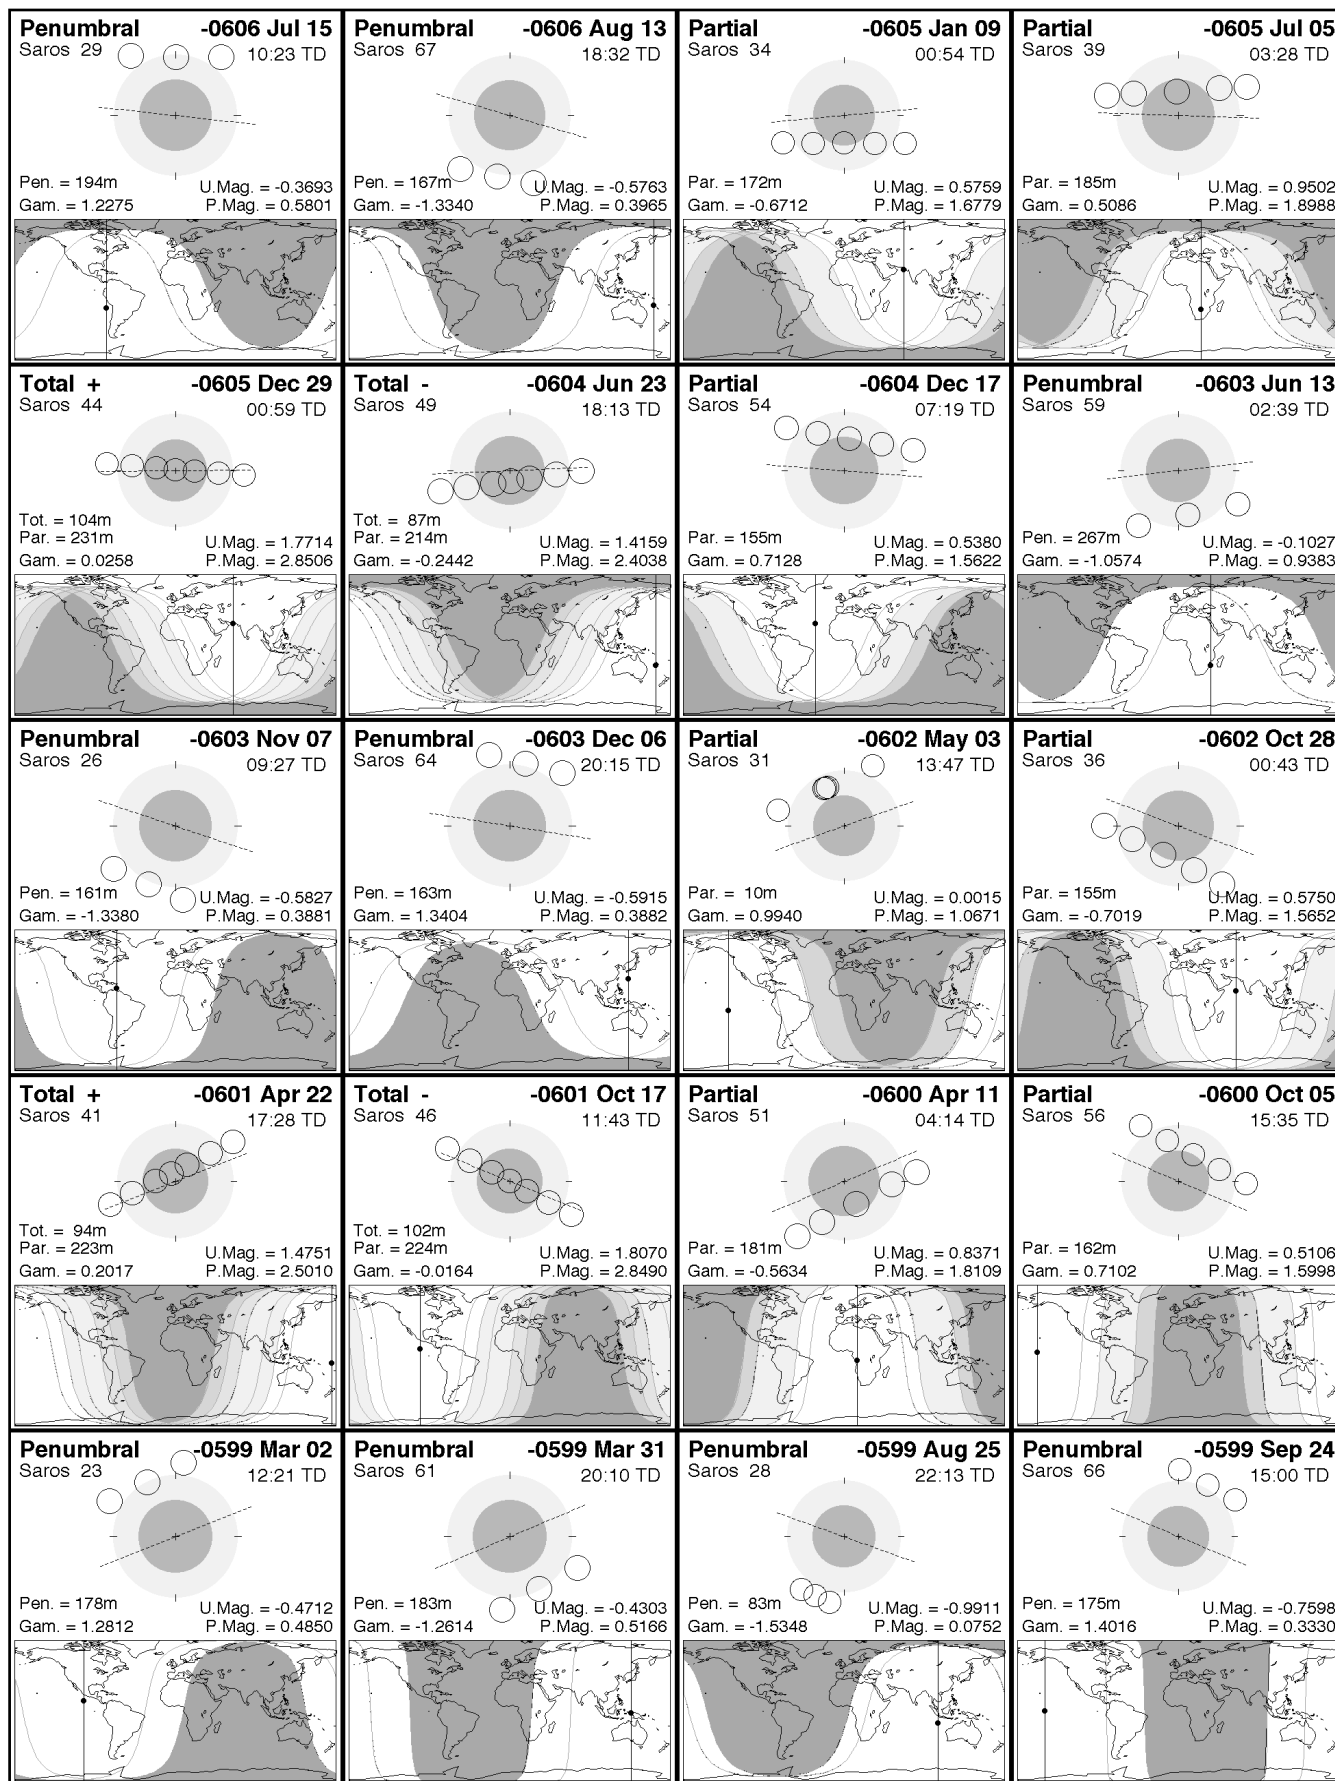 Penumbral -0606 Jul 15
Saros 29 10:23 TD
Pen. = 194m U.Mag. = -0.3693
Gam. = 1.2275 P.Mag. = 0.5801
Penumbral -0606 Aug 13
Saros 67 18:32 TD
Pen. = 167m U.Mag. = -0.5763
Gam. = -1.3340 P.Mag. = 0.3965
Partial -0605 Jan 09
Saros 34 00:54 TD
Par. = 172m U.Mag. = 0.5759
Gam. = -0.6712 P.Mag. = 1.6779
Partial -0605 Jul 05
Saros 39 03:28 TD
Par. = 185m U.Mag. = 0.9502
Gam. = 0.5086 P.Mag. = 1.8988
Total + -0605 Dec 29
Saros 44 00:59 TD
Tot. = 104m
Par. = 231m U.Mag. = 1.7714
Gam. = 0.0258 P.Mag. = 2.8506
Total - -0604 Jun 23
Saros 49 18:13 TD
Tot. = 87m
Par. = 214m U.Mag. = 1.4159
Gam. = -0.2442 P.Mag. = 2.4038
Partial -0604 Dec 17
Saros 54 07:19 TD
Par. = 155m U.Mag. = 0.5380
Gam. = 0.7128 P.Mag. = 1.5622
Penumbral -0603 Jun 13
Saros 59 02:39 TD
Pen. = 267m U.Mag. = -0.1027
Gam. = -1.0574 P.Mag. = 0.9383
Penumbral -0603 Nov 07
Saros 26 09:27 TD
Pen. = 161m U.Mag. = -0.5827
Gam. = -1.3380 P.Mag. = 0.3881
Penumbral -0603 Dec 06
Saros 64 20:15 TD
Pen. = 163m U.Mag. = -0.5915
Gam. = 1.3404 P.Mag. = 0.3882
Partial -0602 May 03
Saros 31 13:47 TD
Par. = 10m U.Mag. = 0.0015
Gam. = 0.9940 P.Mag. = 1.0671
Partial -0602 Oct 28
Saros 36 00:43 TD
Par. = 155m U.Mag. = 0.5750
Gam. = -0.7019 P.Mag. = 1.5652
Total + -0601 Apr 22
Saros 41 17:28 TD
Tot. = 94m
Par. = 223m U.Mag. = 1.4751
Gam. = 0.2017 P.Mag. = 2.5010
Total - -0601 Oct 17
Saros 46 11:43 TD
Tot. = 102m
Par. = 224m U.Mag. = 1.8070
Gam. = -0.0164 P.Mag. = 2.8490
Partial -0600 Apr 11
Saros 51 04:14 TD
Par. = 181m U.Mag. = 0.8371
Gam. = -0.5634 P.Mag. = 1.8109
Partial -0600 Oct 05
Saros 56 15:35 TD
Par. = 162m U.Mag. = 0.5106
Gam. = 0.7102 P.Mag. = 1.5998
Penumbral -0599 Mar 02
Saros 23 12:21 TD
Pen. = 178m U.Mag. = -0.4712
Gam. = 1.2812 P.Mag. = 0.4850
Penumbral -0599 Mar 31
Saros 61 20:10 TD
Pen. = 183m U.Mag. = -0.4303
Gam. = -1.2614 P.Mag. = 0.5166
Penumbral -0599 Aug 25
Saros 28 22:13 TD
Pen. = 83m U.Mag. = -0.9911
Gam. = -1.5348 P.Mag. = 0.0752
Penumbral -0599 Sep 24
Saros 66 15:00 TD
Pen. = 175m U.Mag. = -0.7598
Gam. = 1.4016 P.Mag. = 0.3330